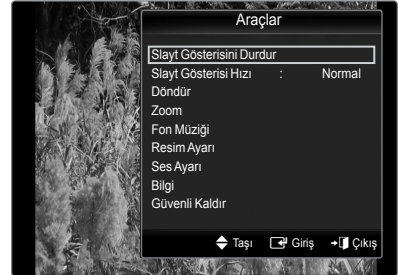 Araçlar
Slayt Gösterisini Durdur
Slayt Gösterisi Hızı : Normal
Döndür
Zoom
Fon Müziği
Resim Ayarı
Ses Ayarı
Bilgi
Güvenli Kaldır
Taşı Giriş Çıkış